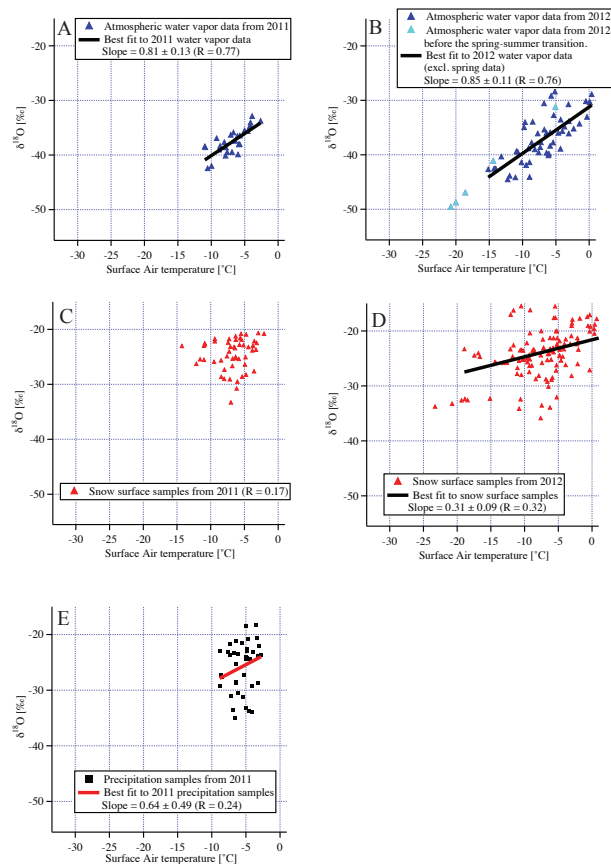 A
Atmospheric water vapor data from 2011
Best fit to 2011 water vapor data
Slope = 0.81 ± 0.13 (R = 0.77)
δ18O [‰]
-20
-30
-40
-50
-30 -25 -20 -15 -10 -5 0
Surface Air temperature [˚C]
B
Atmospheric water vapor data from 2012
Atmospheric water vapor data from 2012
before the spring-summer transition.
Best fit to 2012 water vapor data
(excl. spring data)
Slope = 0.85 ± 0.11 (R = 0.76)
δ18O [‰]
-20
-30
-40
-50
-30 -25 -20 -15 -10 -5 0
Surface Air temperature [˚C]
C
δ18O [‰]
-20
-30
-40
-50
Snow surface samples from 2011 (R = 0.17)
-30 -25 -20 -15 -10 -5 0
Surface Air temperature [˚C]
D
δ18O [‰]
-20
-30
-40
-50
Snow surface samples from 2012
Best fit to snow surface samples
Slope = 0.31 ± 0.09 (R = 0.32)
-30 -25 -20 -15 -10 -5 0
Surface Air temperature [˚C]
E
δ18O [‰]
-20
-30
-40
-50
Precipitation samples from 2011
Best fit to 2011 precipitation samples
Slope = 0.64 ± 0.49 (R = 0.24)
-30 -25 -20 -15 -10 -5 0
Surface Air temperature [˚C]